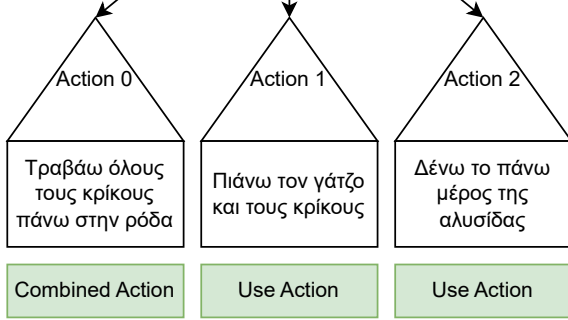 Action 0
Action 1
Action 2
Τραβάω όλους
τους κρίκους
πάνω στην ρόδα
Πιάνω τον γάτζο
και τους κρίκους
Δένω το πάνω
μέρος της
αλυσίδας
Combined Action
Use Action
Use Action